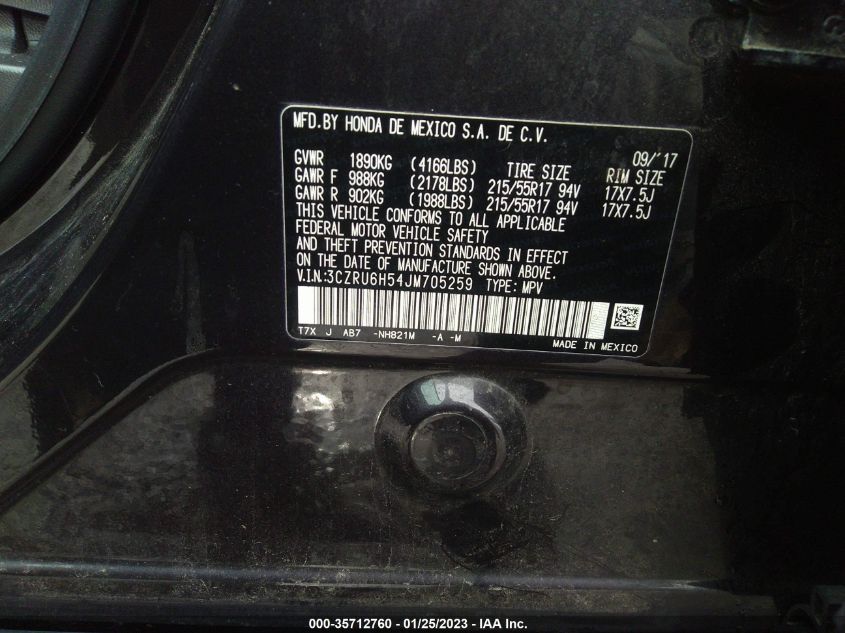 MFD.BY HONDA DE MEXICO S.A. DE C.V.
09/'17
GVWR 1890KG (4166LBS) TIRE SIZE RIM SIZE
GAWR F 988KG (2178LBS) 215/55R17 94V 17X7.5J
GAWR R 902KG (1988LBS) 215/55R17 94V 17X7.5J
THIS VEHICLE CONFORMS TO ALL APPLICABLE
FEDERAL MOTOR VEHICLE SAFETY
AND THEFT PREVENTION STANDARDS IN EFFECT
ON THE DATE OF MANUFACTURE SHOWN ABOVE.
V.I.N:3CZRU6H54JM705259 TYPE: MPV
T7X J AB7 -NH821M -A -M
MADE IN MEXICO
000-35712760 - 01/25/2023 - IAA Inc.